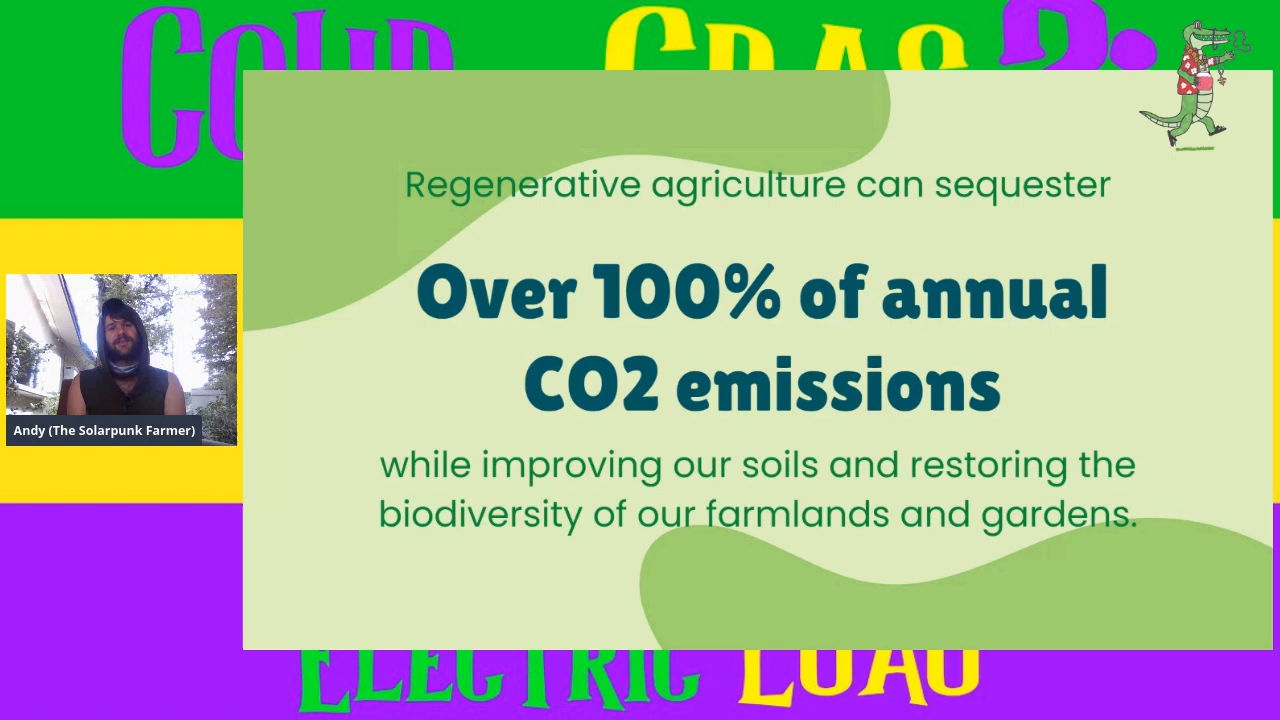 Regenerative agriculture can sequester
Over 100% of annual
CO2 emissions
while improving our soils and restoring the
biodiversity of our farmlands and gardens.
Andy (The Solarpunk Farmer)
ELECTRIC LUAU